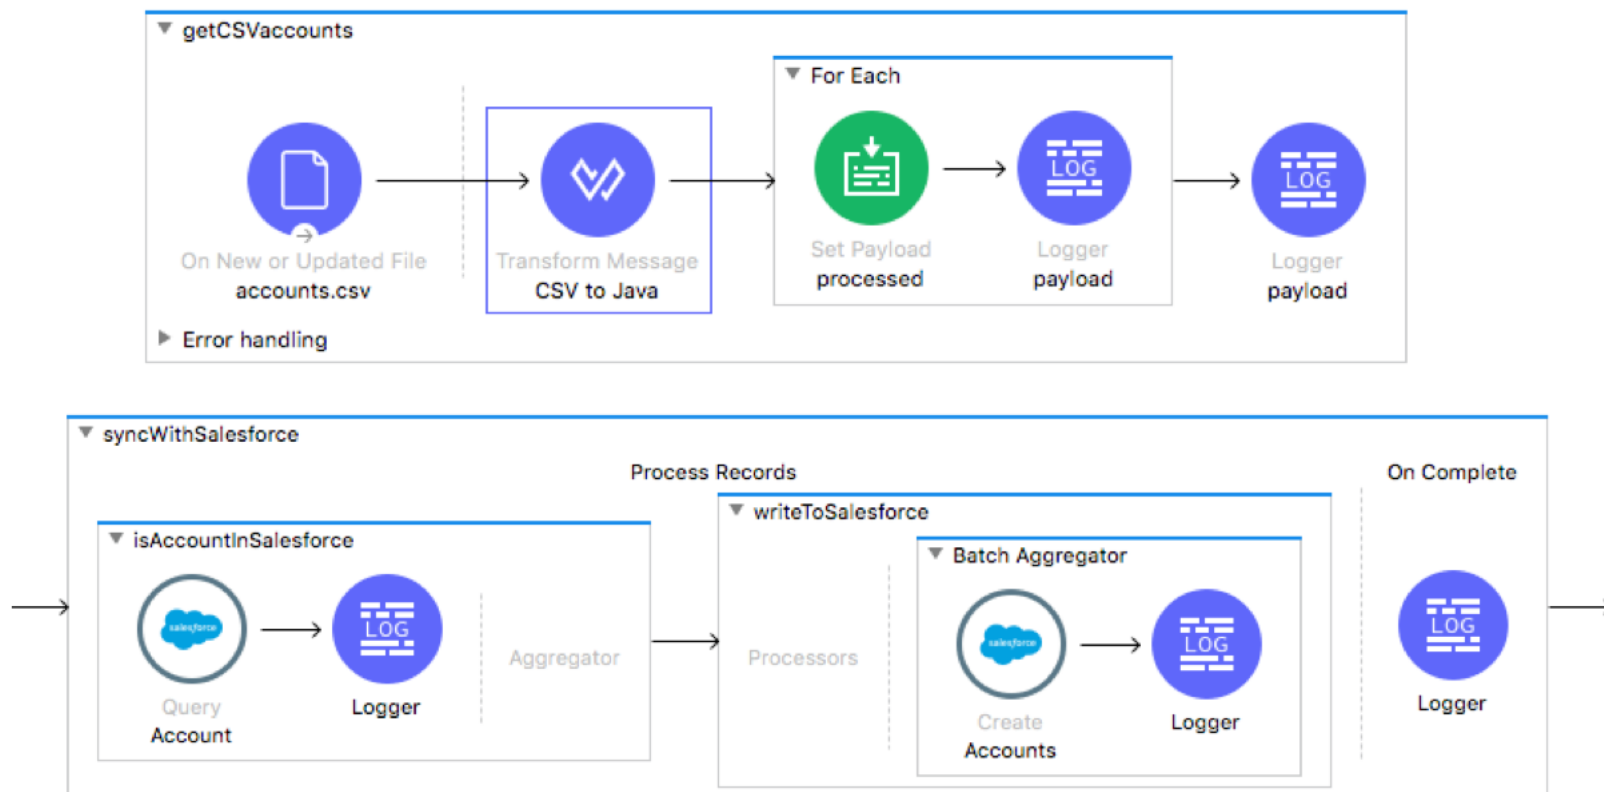 getCSVaccounts
For Each
LOG
LOG
On New or Updated File
accounts.csv
Transform Message
CSV to Java
Set Payload
processed
Logger
payload
Logger
payload
Error handling
syncWithSalesforce
Process Records
On Complete
isAccountInSalesforce
salesforce
LOG
Query
Account
Logger
Aggregator
writeToSalesforce
Processors
Batch Aggregator
salesforce
LOG
Create
Accounts
Logger
LOG
Logger